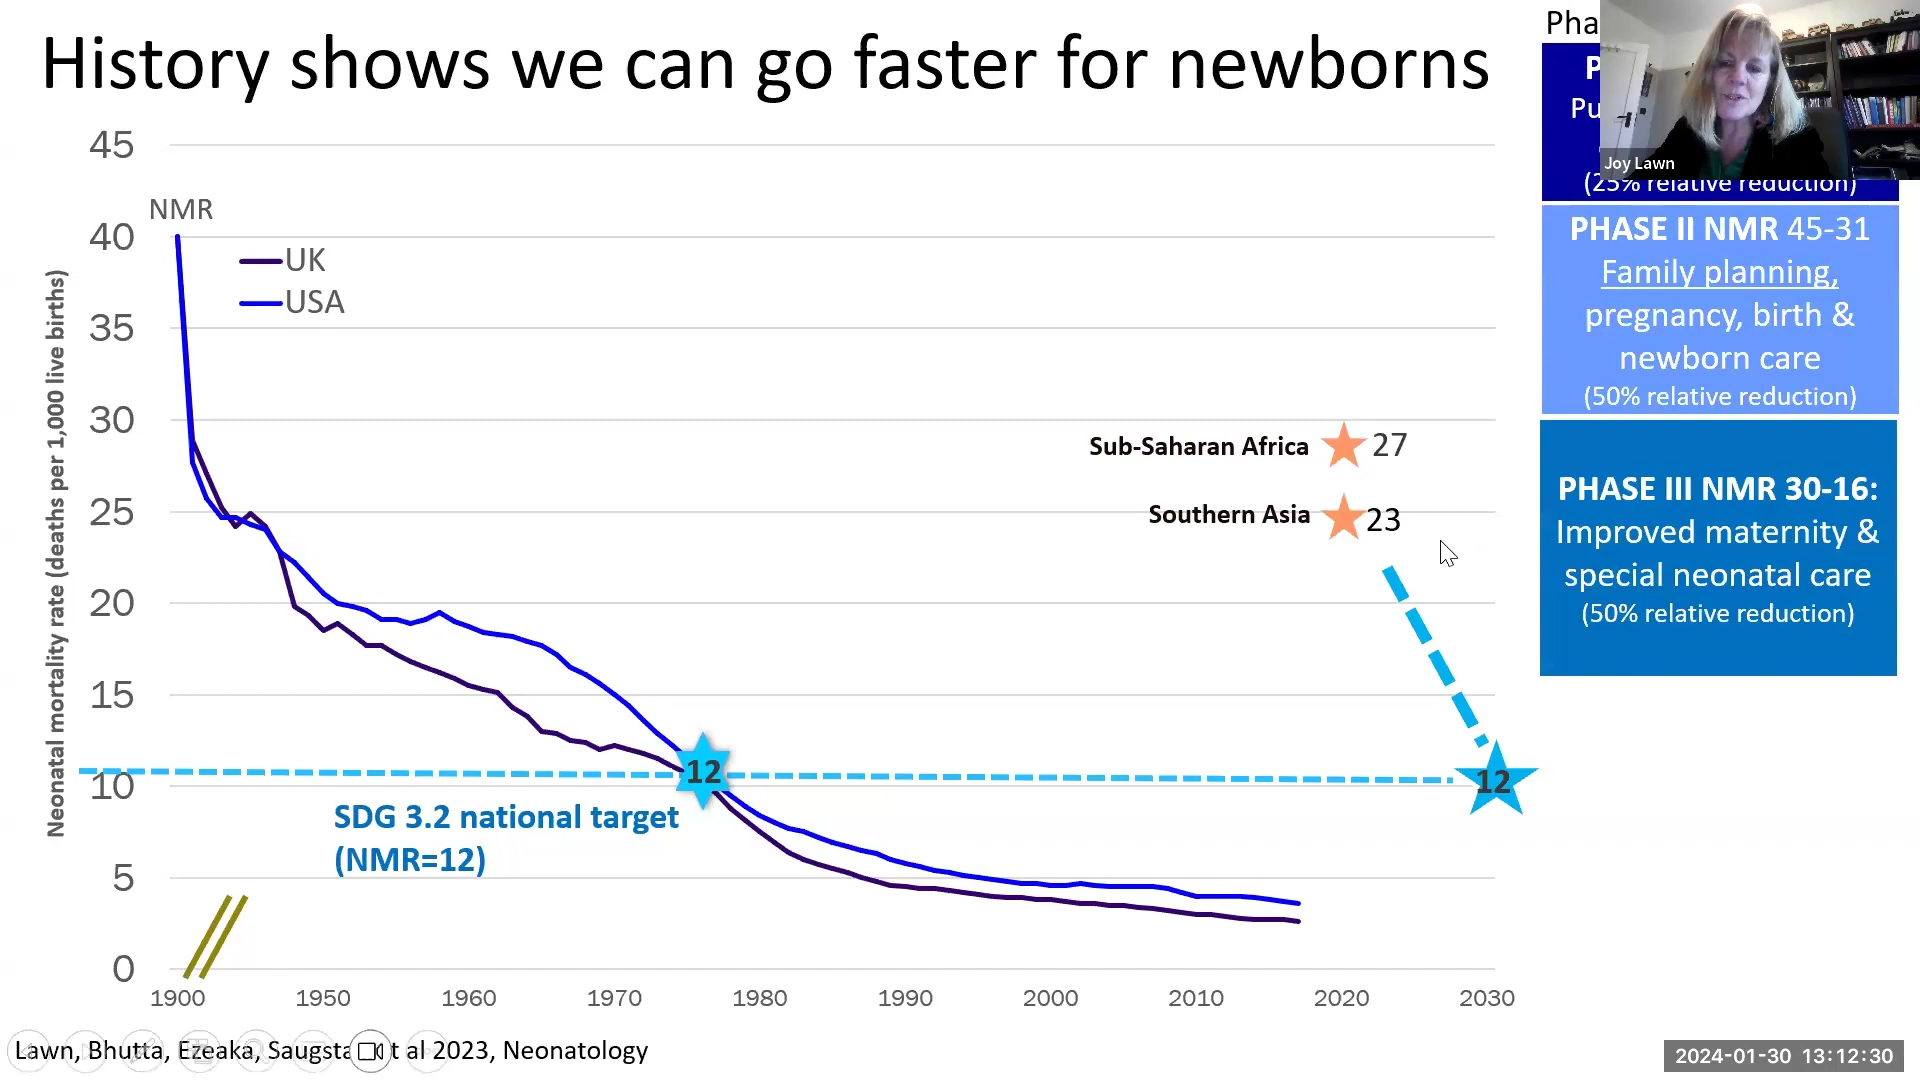 History shows we can go faster for newborns
45
NMR
40
UK
USA
35
30
25
20
15
10
5
0
Neonatal mortality rate (deaths per 1,000 live births)
1900
1950
1960
1970
1980
1990
2000
2010
2020
2030
Sub-Saharan Africa
27
Southern Asia
23
12
12
SDG 3.2 national target
(NMR=12)
Joy Lawn
(25% relative reduction)
PHASE II NMR 45-31
Family planning,
pregnancy, birth &
newborn care
(50% relative reduction)
PHASE III NMR 30-16:
Improved maternity &
special neonatal care
(50% relative reduction)
Lawn, Bhutta, Ezeaka, t al 2023, Neonatology
2024-01-30 13:12:30